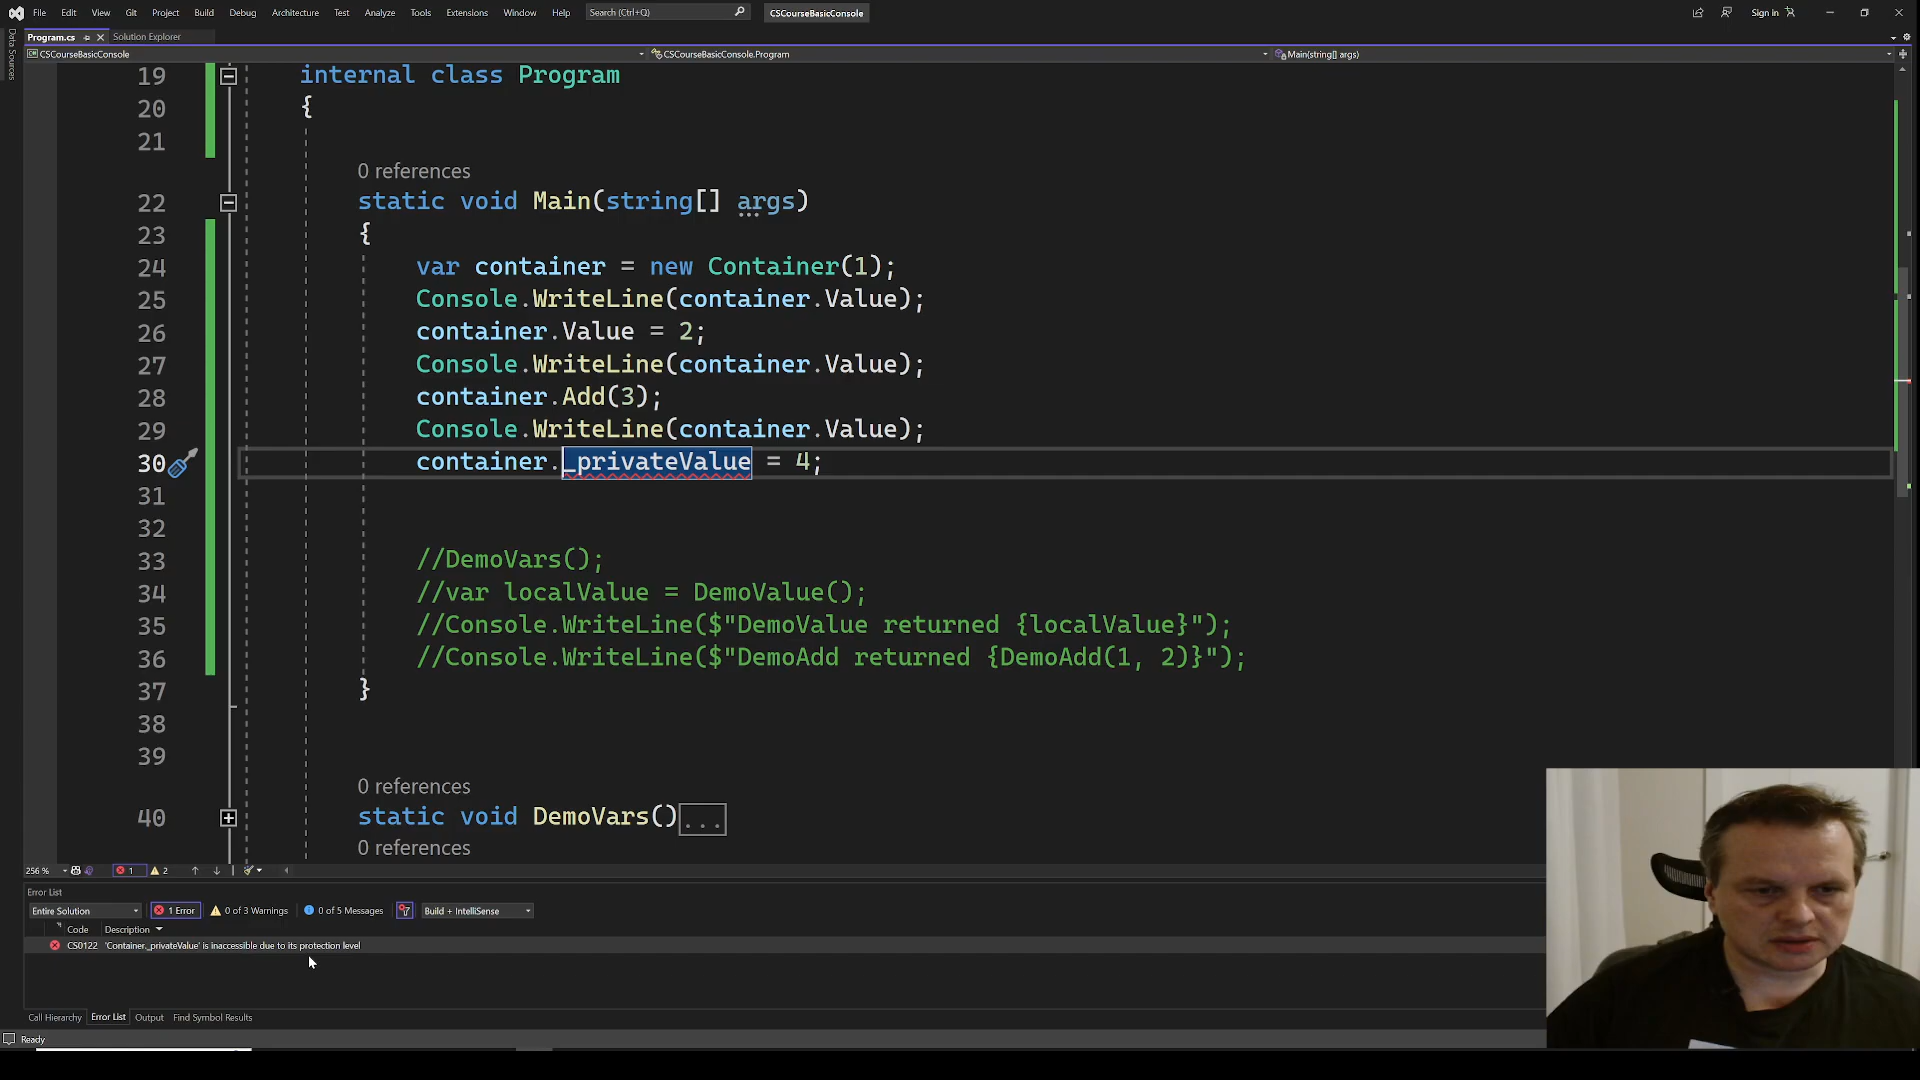 File Edit View Git Project Build Debug Architecture Test Analyze Tools Extensions Window Help Search (Ctrl+Q) CSCourseBasicConsole Sign in
Program.cs Solution Explorer
Data Sources
CSCourseBasicConsole CSCourseBasicConsole.Program Main(string[] args)
19 internal class Program
20 {
21
0 references
22 static void Main(string[] args)
23 {
24 var container = new Container(1);
25 Console.WriteLine(container.Value);
26 container.Value = 2;
27 Console.WriteLine(container.Value);
28 container.Add(3);
29 Console.WriteLine(container.Value);
30 container._privateValue = 4;
31
32
33 //DemoVars();
34 //var localValue = DemoValue();
35 //Console.WriteLine($"DemoValue returned {localValue}");
36 //Console.WriteLine($"DemoAdd returned {DemoAdd(1, 2)}");
37 }
38
39
0 references
40 static void DemoVars()...
0 references
256 % 1 2
Error List
Entire Solution 1 Error 0 of 3 Warnings 0 of 5 Messages Build + IntelliSense
Code Description
CS0122 'Container._privateValue' is inaccessible due to its protection level
Call Hierarchy Error List Output Find Symbol Results
Ready